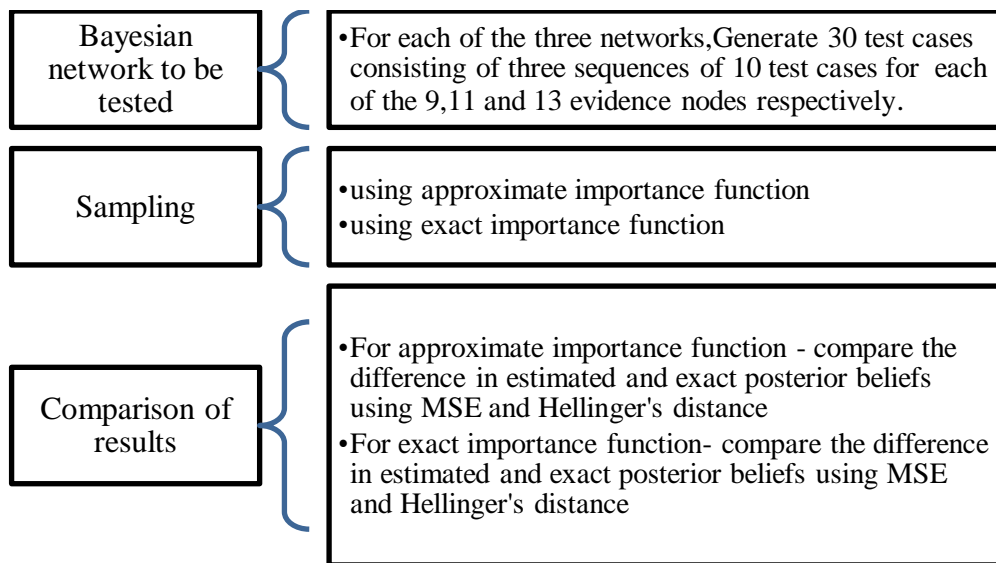 Bayesian
network to be
tested
•For each of the three networks,Generate 30 test cases
consisting of three sequences of 10 test cases for each
of the 9,11 and 13 evidence nodes respectively.
Sampling
•using approximate importance function
•using exact importance function
Comparison of
results
•For approximate importance function - compare the
difference in estimated and exact posterior beliefs
using MSE and Hellinger's distance
•For exact importance function- compare the difference
in estimated and exact posterior beliefs using MSE
and Hellinger's distance